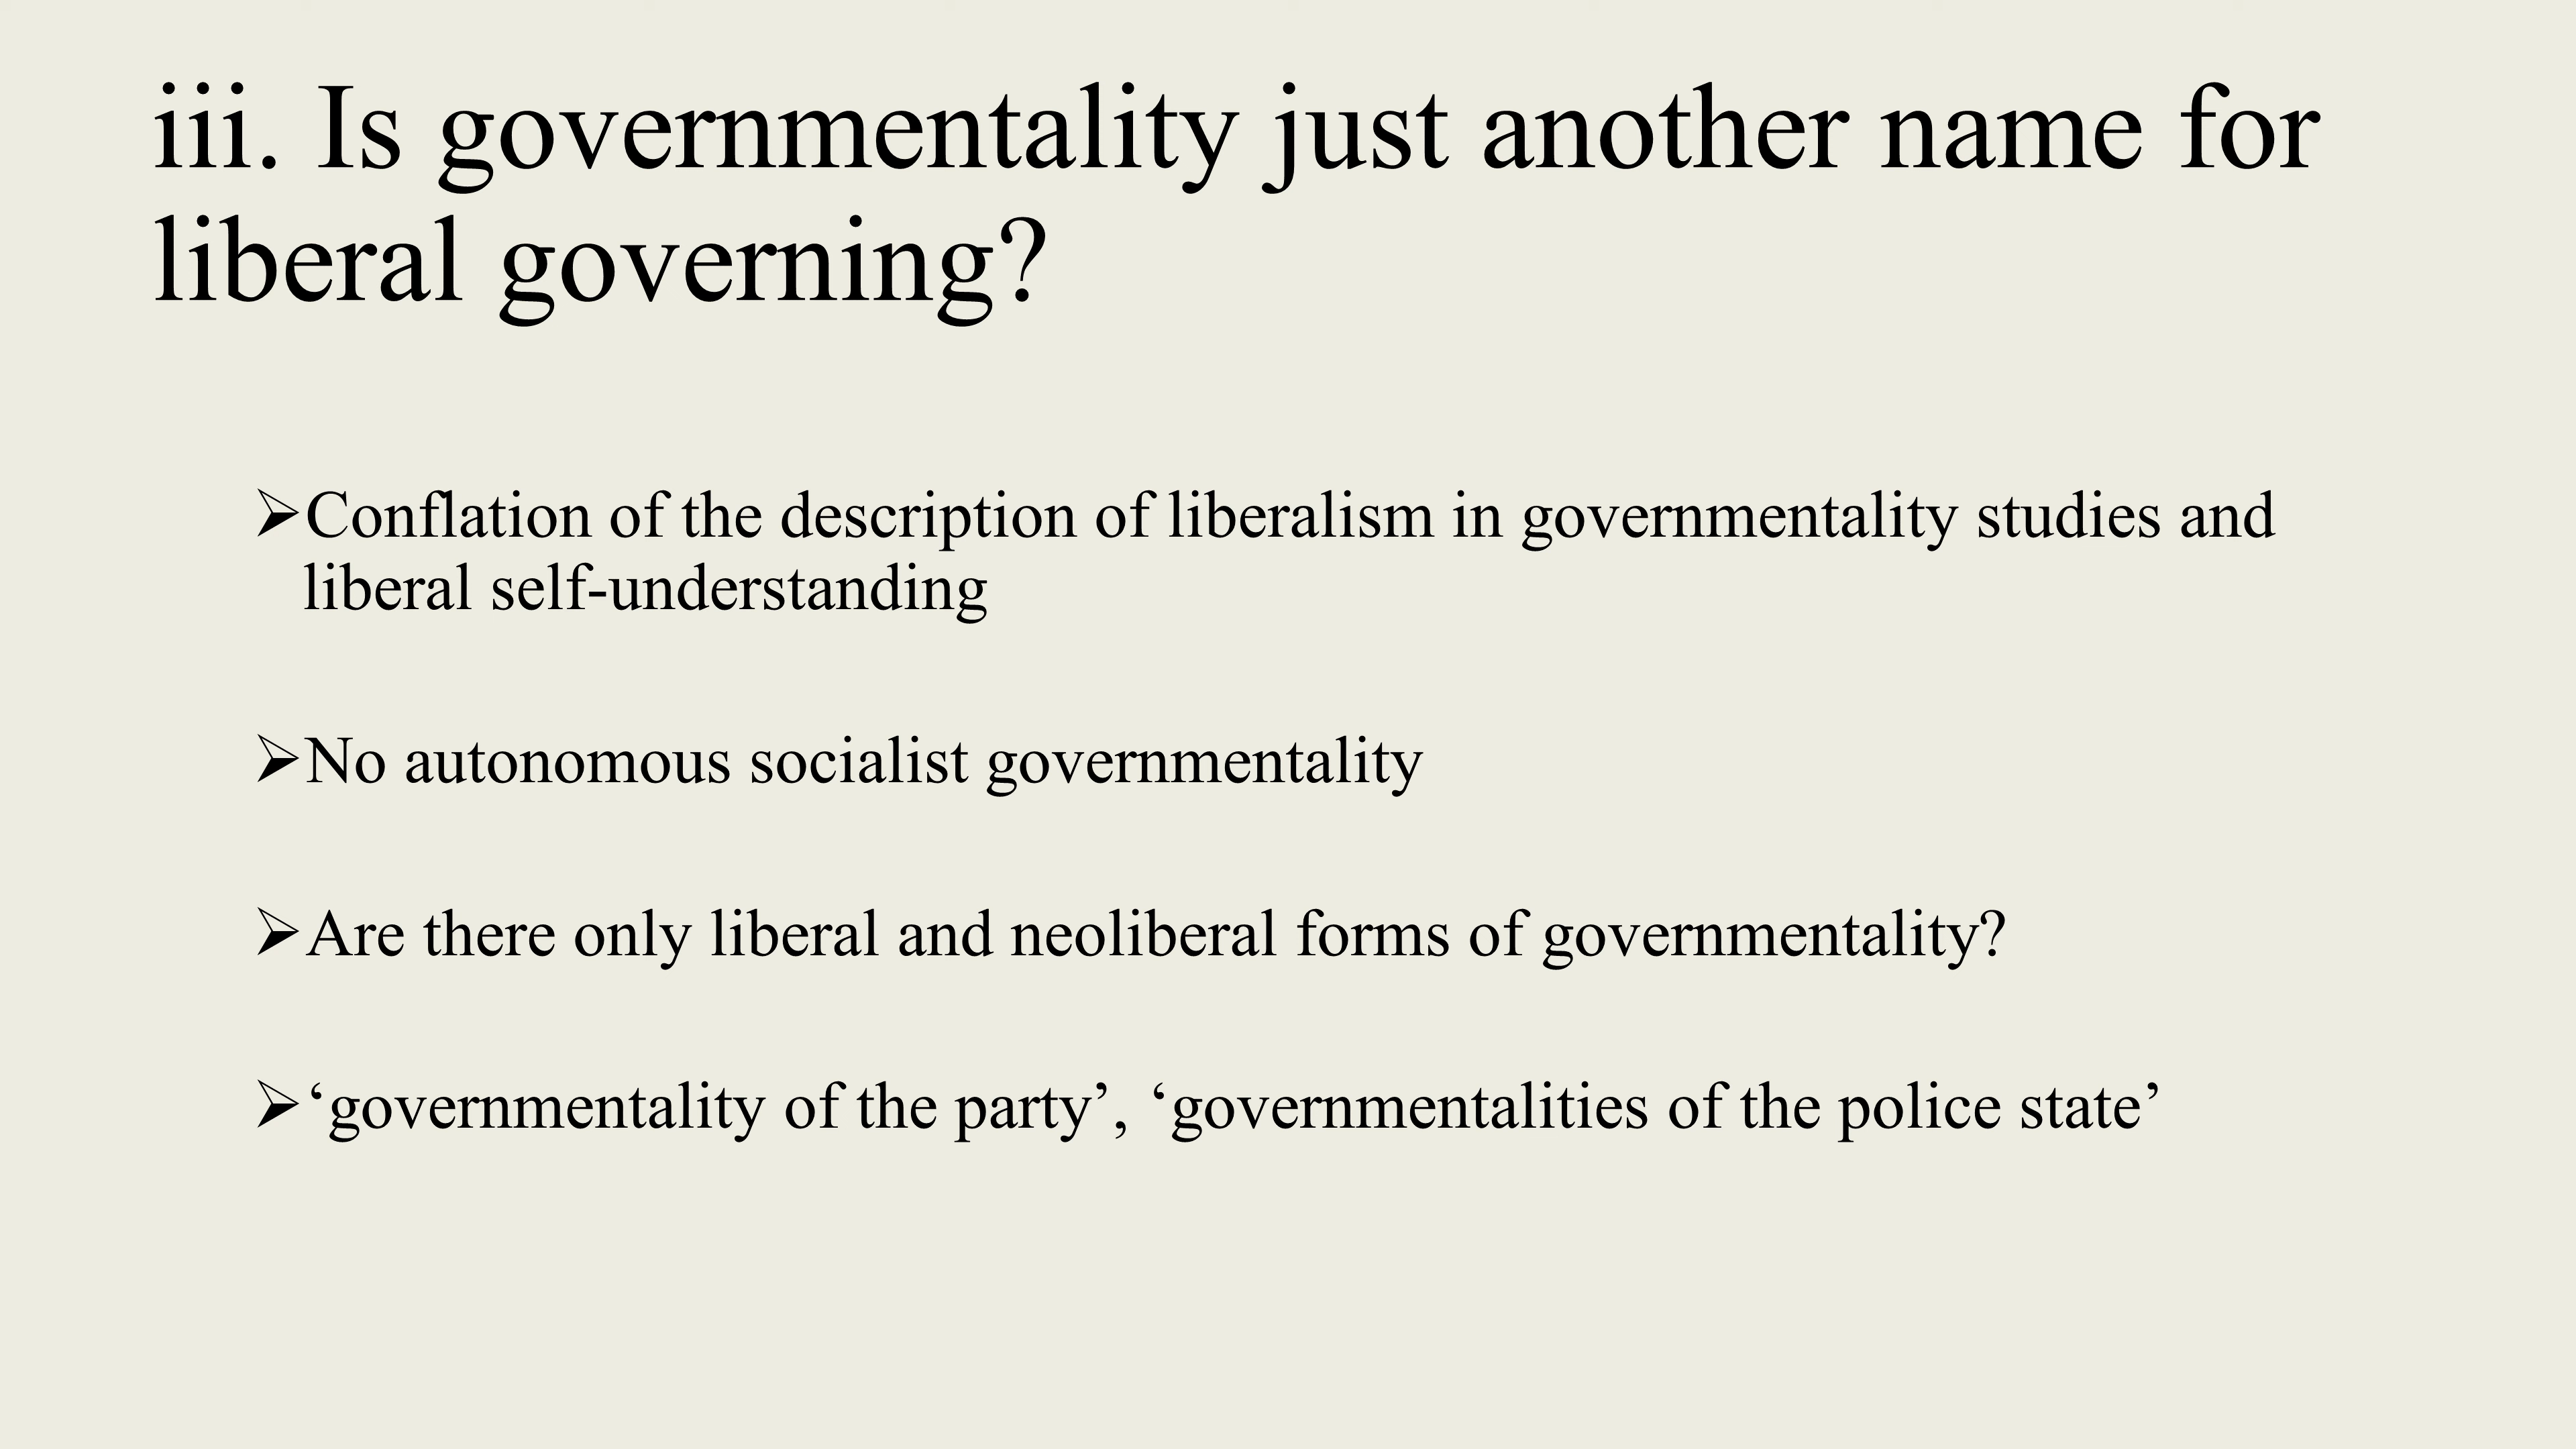 iii. Is governmentality just another name for
liberal governing?
➢Conflation of the description of liberalism in governmentality studies and
liberal self-understanding
➢No autonomous socialist governmentality
➢Are there only liberal and neoliberal forms of governmentality?
➢‘governmentality of the party’, ‘governmentalities of the police state’